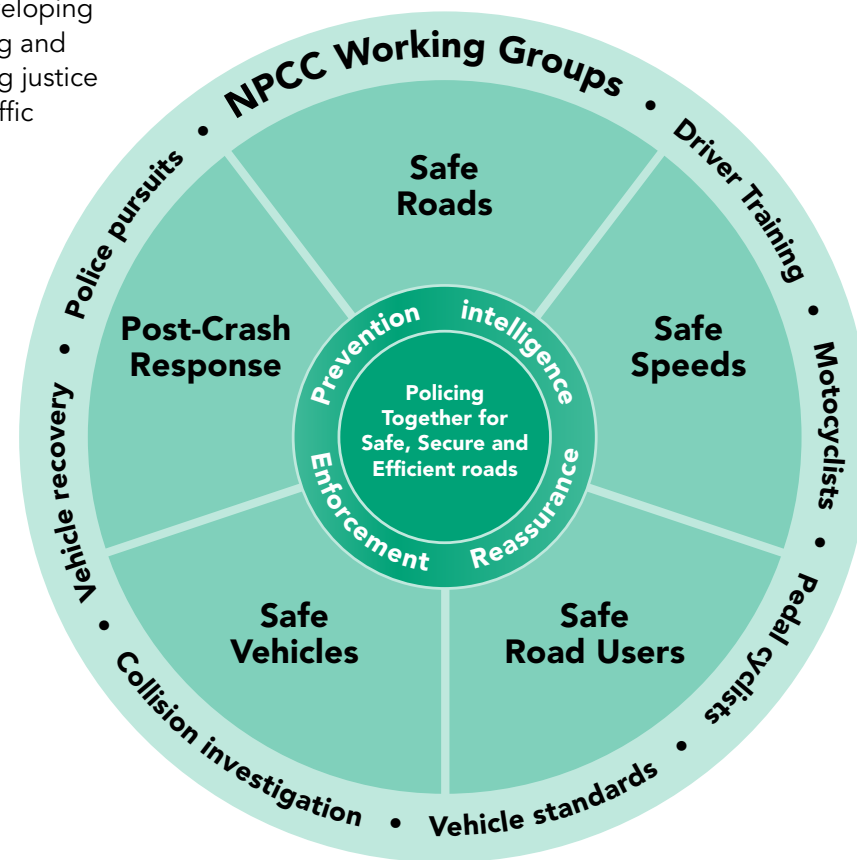 eloping
g and
g justice
ffic
NPCC Working Groups
•
Driver Training
•
Motocyclists
•
Pedal cyclists
•
Vehicle standards
•
Collision investigation
•
Vehicle recovery
•
Police pursuits
•
Safe
Roads
Safe
Speeds
Safe
Road Users
Safe
Vehicles
Post-Crash
Response
Prevention
intelligence
Reassurance
Enforcement
Policing
Together for
Safe, Secure and
Efficient roads